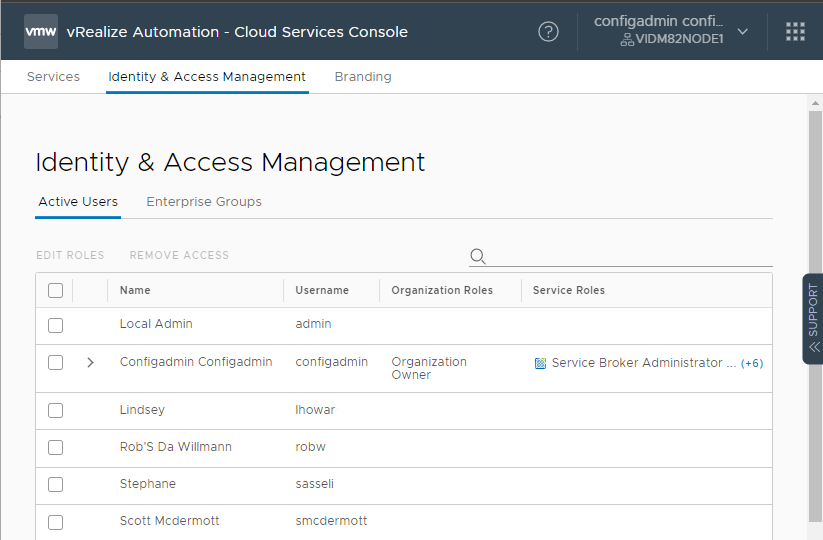 vmw vRealize Automation - Cloud Services Console
?
configadmin confi...
VIDM82NODE1
Services Identity & Access Management Branding
Identity & Access Management
Active Users Enterprise Groups
EDIT ROLES REMOVE ACCESS
Name Username Organization Roles Service Roles
Local Admin admin
Configadmin Configadmin configadmin Organization Owner Service Broker Administrator ... (+6)
Lindsey lhowar
Rob'S Da Willmann robw
Stephane sasseli
Scott Mcdermott smcdermott
SUPPORT